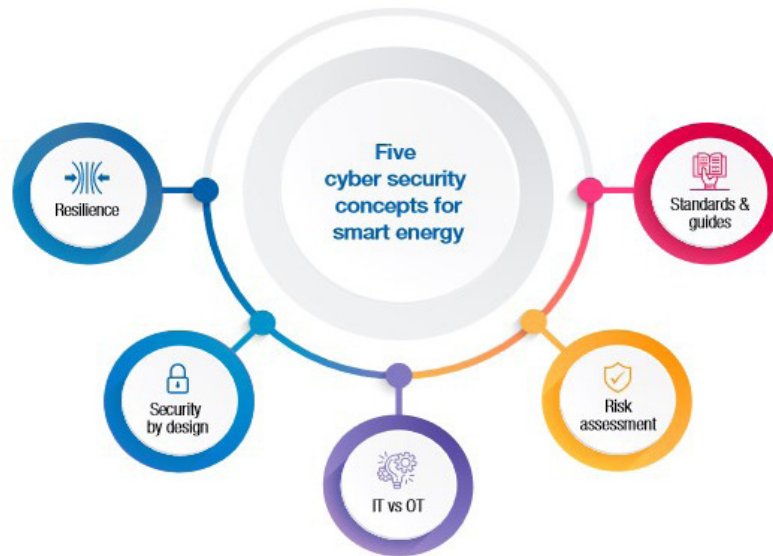 Five
cyber security
concepts for
smart energy
Resilience
Security
by design
IT vs OT
Risk
assessment
Standards &
guides